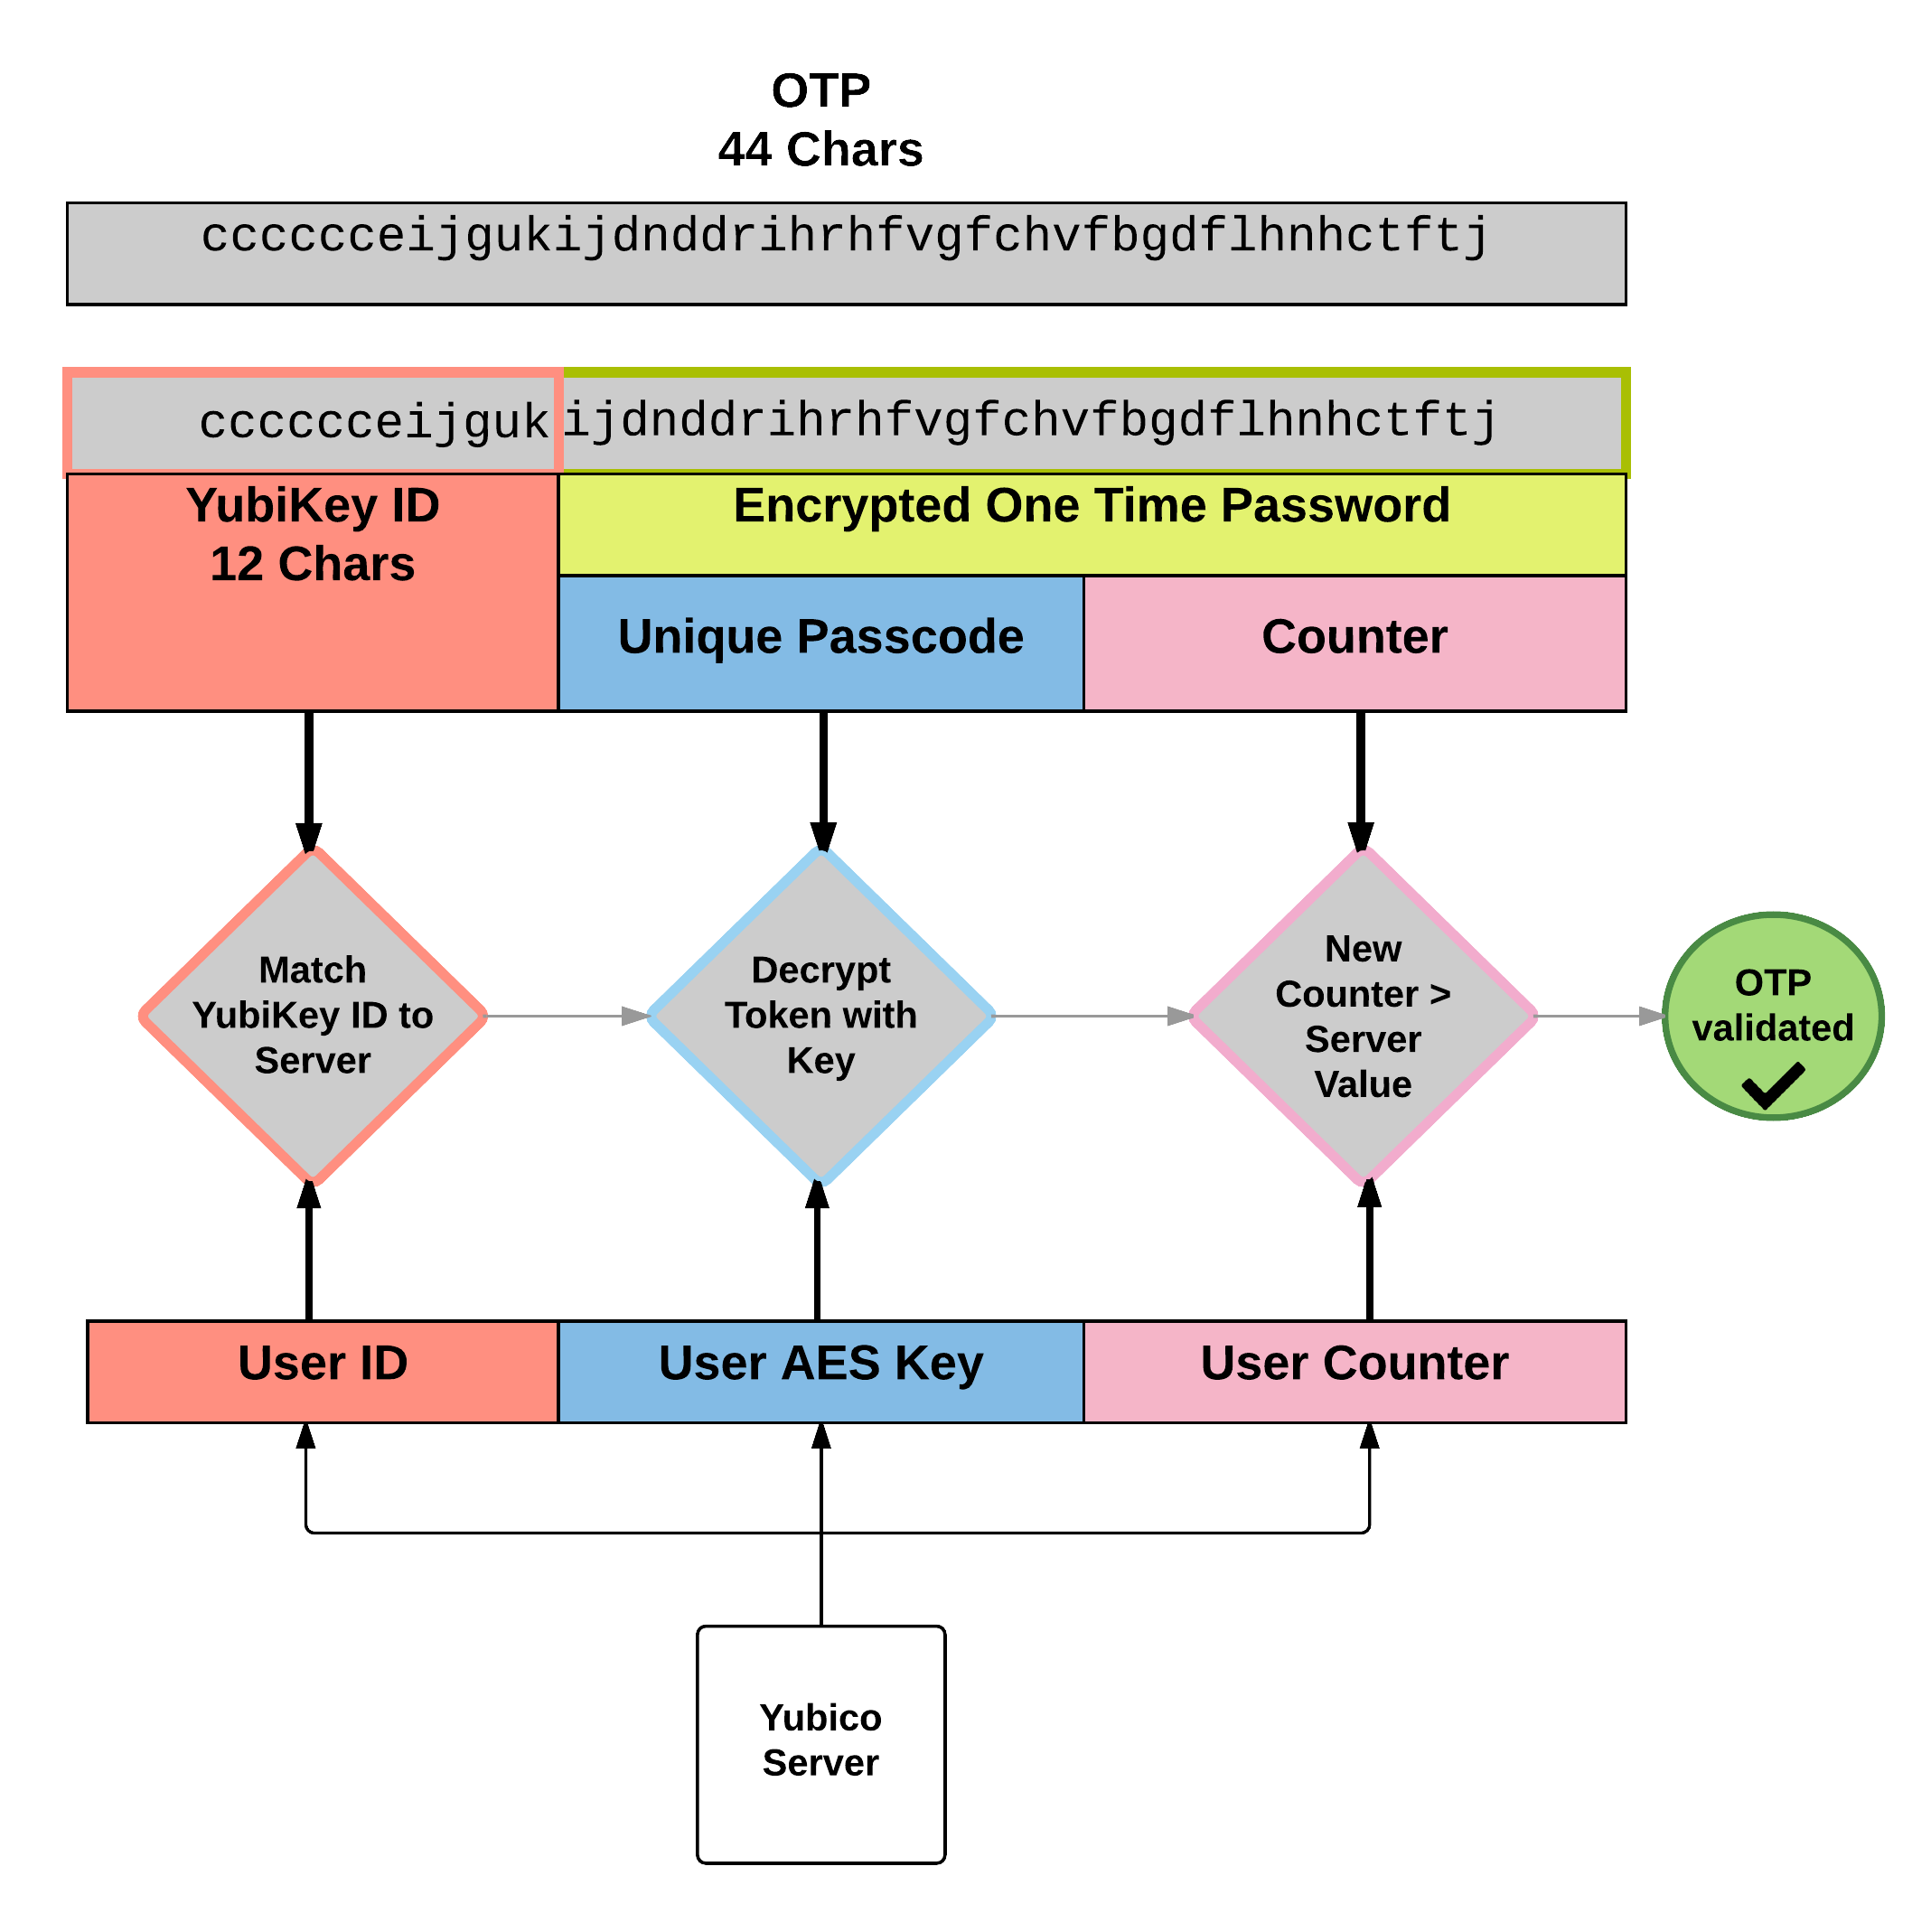 OTP
44 Chars
cccccceijgukijdnddrihrhfvgfchvfbgdflhnhctftj
cccccceijguk ijdnddrihrhfvgfchvfbgdflhnhctftj
YubiKey ID
12 Chars
Encrypted One Time Password
Unique Passcode
Counter
Match
YubiKey ID to
Server
Decrypt
Token with
Key
New
Counter >
Server
Value
OTP
validated
User ID
User AES Key
User Counter
Yubico
Server